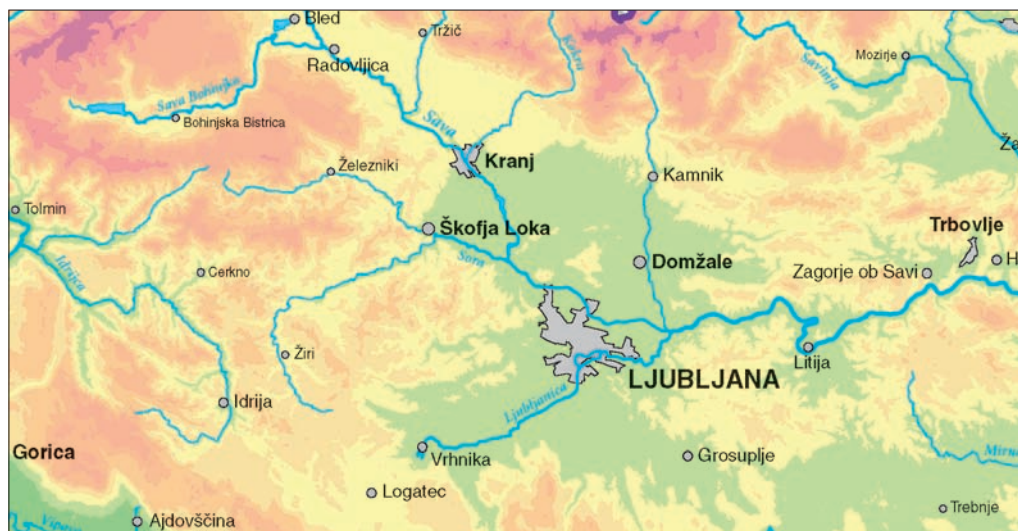 Bled
Tržič
Kokra
Radovljica
Mozirje
Savinja
Sava Bohinjka
Bohinjska Bistrica
Sava
Kranj
Železniki
Kamnik
Tolmin
Škofja Loka
Trbovlje
Idrijca
Cerkno
Sora
Domžale
Zagorje ob Savi
H
Žiri
Litija
LJUBLJANA
Idrija
Ljubljanica
Gorica
Vrhnika
Grosuplje
Logatec
Trebnje
Vipava
Ajdovščina